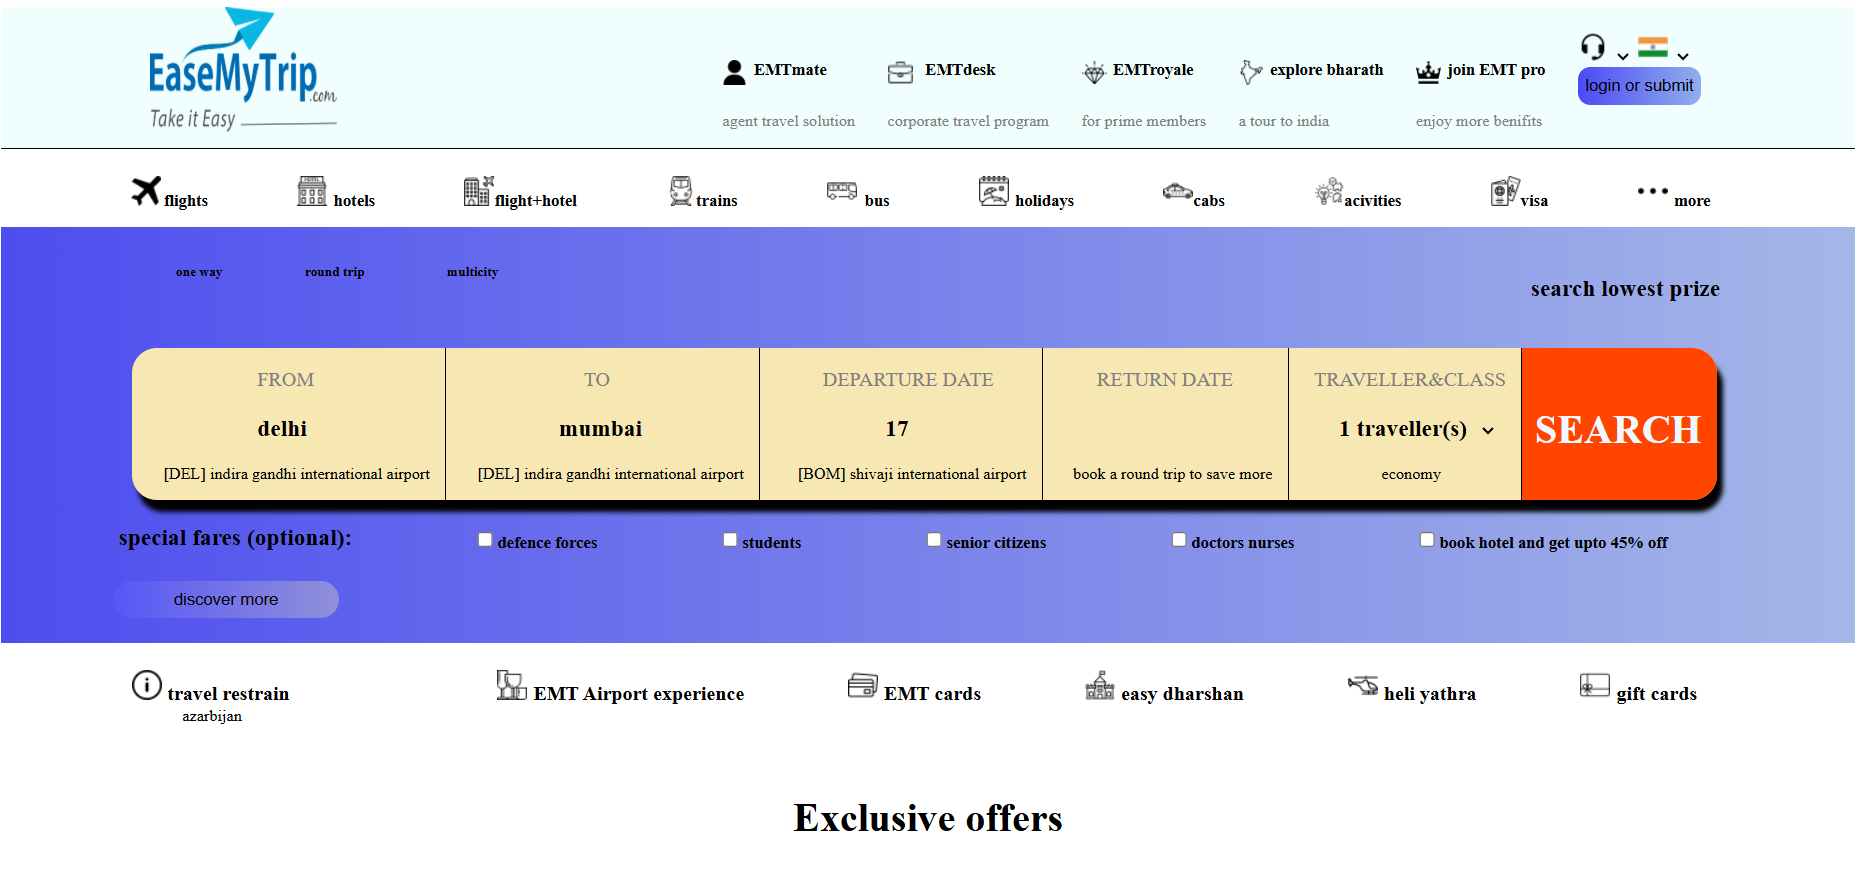 EaseMyTrip.com
Take it Easy
EMTmate
agent travel solution
EMTdesk
corporate travel program
EMTroyale
for prime members
explore bharath
a tour to india
join EMT pro
enjoy more benifits
login or submit
flights
hotels
flight+hotel
trains
bus
holidays
cabs
acivities
visa
more
one way
round trip
multicity
search lowest prize
FROM
delhi
[DEL] indira gandhi international airport
TO
mumbai
[DEL] indira gandhi international airport
DEPARTURE DATE
17
[BOM] shivaji international airport
RETURN DATE
book a round trip to save more
TRAVELLER&CLASS
1 traveller(s)
economy
SEARCH
special fares (optional):
defence forces
students
senior citizens
doctors nurses
book hotel and get upto 45% off
discover more
travel restrain
azarbijan
EMT Airport experience
EMT cards
easy dharshan
heli yathra
gift cards
Exclusive offers